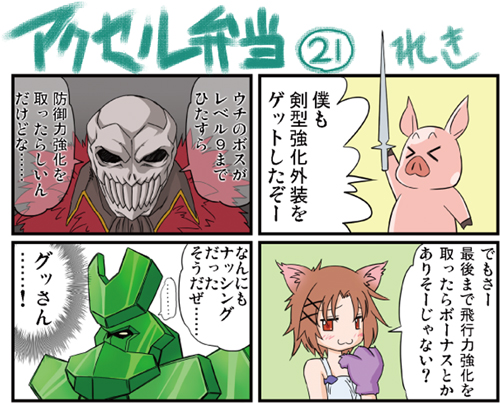 アクセル弁当 ㉑ れき
僕も
剣型強化外装を
ゲットしたぞー
でもさー
最後まで飛行力強化を
取ったらボーナスとか
ありそーじゃない？
ウチのボスが
レベル９まで
ひたすら
防御力強化を
取ったらしいん
だけどな……
なんにも
ナッシング
だった
そうだぜ……
……
グッさん
……！